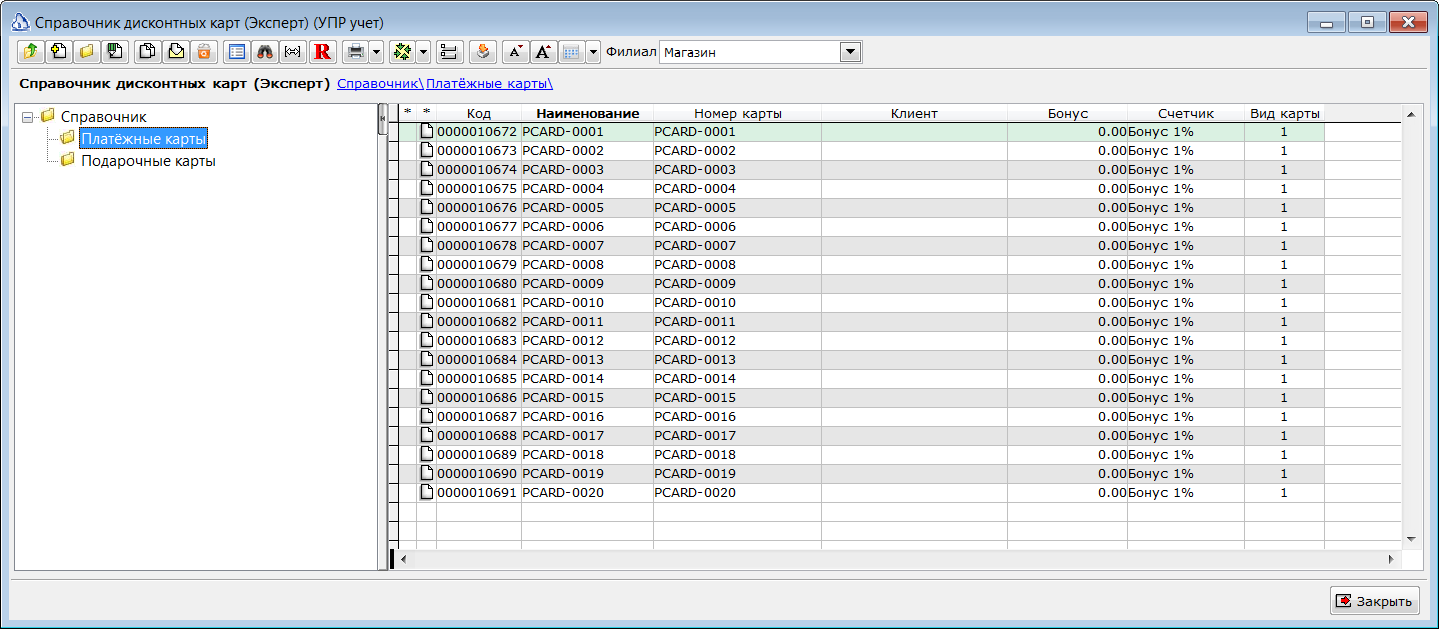 Справочник дисконтных карт (Эксперт) (УПР учет)
R A A Филиал Магазин
Справочник дисконтных карт (Эксперт) Справочник\ Платёжные карты\
Справочник
Платёжные карты
Подарочные карты
* * Код Наименование Номер карты Клиент Бонус Счетчик Вид карты
0000010672 PCARD-0001 PCARD-0001 0.00 Бонус 1% 1
0000010673 PCARD-0002 PCARD-0002 0.00 Бонус 1% 1
0000010674 PCARD-0003 PCARD-0003 0.00 Бонус 1% 1
0000010675 PCARD-0004 PCARD-0004 0.00 Бонус 1% 1
0000010676 PCARD-0005 PCARD-0005 0.00 Бонус 1% 1
0000010677 PCARD-0006 PCARD-0006 0.00 Бонус 1% 1
0000010678 PCARD-0007 PCARD-0007 0.00 Бонус 1% 1
0000010679 PCARD-0008 PCARD-0008 0.00 Бонус 1% 1
0000010680 PCARD-0009 PCARD-0009 0.00 Бонус 1% 1
0000010681 PCARD-0010 PCARD-0010 0.00 Бонус 1% 1
0000010682 PCARD-0011 PCARD-0011 0.00 Бонус 1% 1
0000010683 PCARD-0012 PCARD-0012 0.00 Бонус 1% 1
0000010684 PCARD-0013 PCARD-0013 0.00 Бонус 1% 1
0000010685 PCARD-0014 PCARD-0014 0.00 Бонус 1% 1
0000010686 PCARD-0015 PCARD-0015 0.00 Бонус 1% 1
0000010687 PCARD-0016 PCARD-0016 0.00 Бонус 1% 1
0000010688 PCARD-0017 PCARD-0017 0.00 Бонус 1% 1
0000010689 PCARD-0018 PCARD-0018 0.00 Бонус 1% 1
0000010690 PCARD-0019 PCARD-0019 0.00 Бонус 1% 1
0000010691 PCARD-0020 PCARD-0020 0.00 Бонус 1% 1
Закрыть